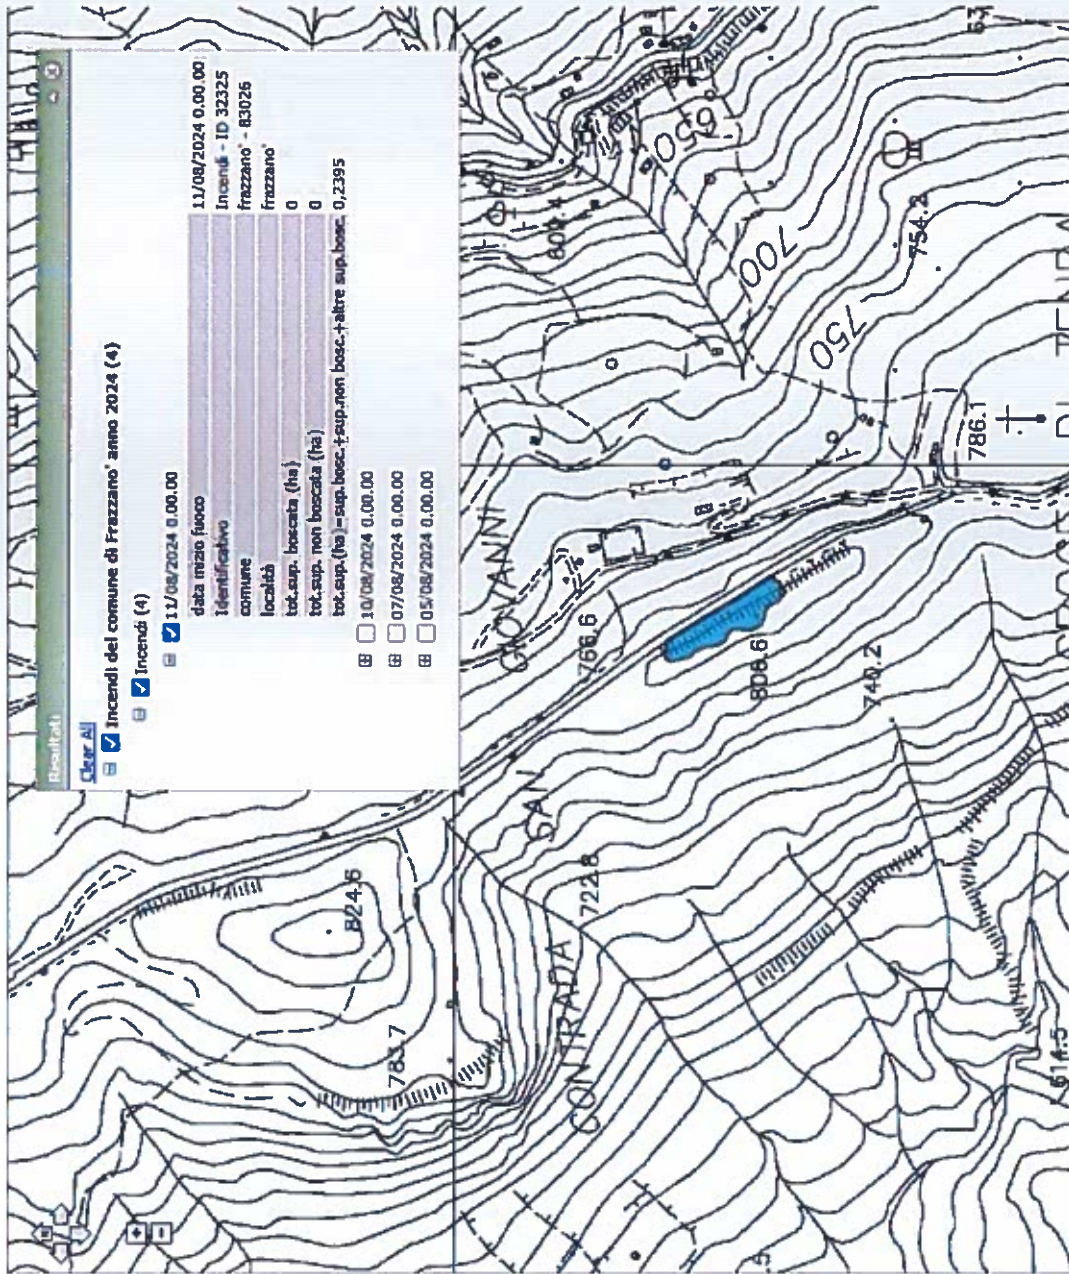 Risultati
Clear All
Incendi del comune di Frazzano' anno 2024 (4)
Incendi (4)
11/08/2024 0.00.00
data inizio fuoco 11/08/2024 0.00.00
Identificativo Incendi - ID 32325
comune frazzano' - 83026
località frazzano'
tot.sup. boscata (ha) 0
tot.sup. non boscata (ha) 0
tot.sup.(ha)=sup.bosc.+sup.non bosc.+altre sup.bosc. 0,2395
10/08/2024 0.00.00
07/08/2024 0.00.00
05/08/2024 0.00.00
824.6
783.7
CONTRADA SAN GIOVANNI
722.8
766.6
808.6
740.2
786.1
754.2
750
700
650
614.5